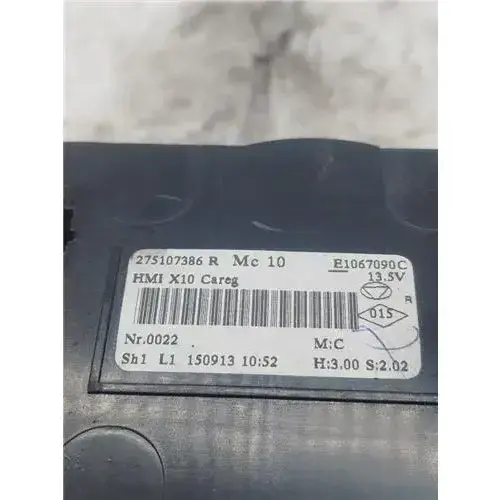 275107386 R Mc 10 E1067090C
HMI X10 Careg 13.5V
R
015
Nr.0022 M:C
Sh1 L1 150913 10:52 H:3.00 S:2.02